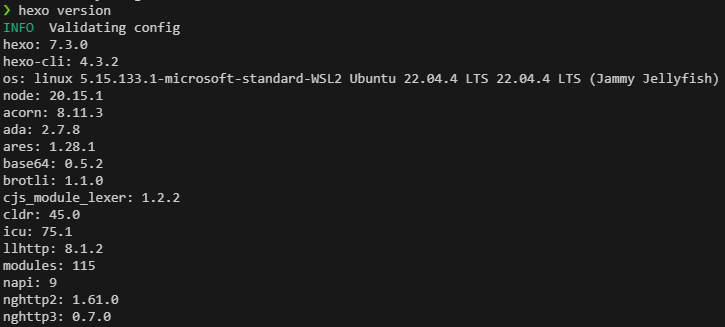 ❯ hexo version
INFO  Validating config
hexo: 7.3.0
hexo-cli: 4.3.2
os: linux 5.15.133.1-microsoft-standard-WSL2 Ubuntu 22.04.4 LTS 22.04.4 LTS (Jammy Jellyfish)
node: 20.15.1
acorn: 8.11.3
ada: 2.7.8
ares: 1.28.1
base64: 0.5.2
brotli: 1.1.0
cjs_module_lexer: 1.2.2
cldr: 45.0
icu: 75.1
llhttp: 8.1.2
modules: 115
napi: 9
nghttp2: 1.61.0
nghttp3: 0.7.0